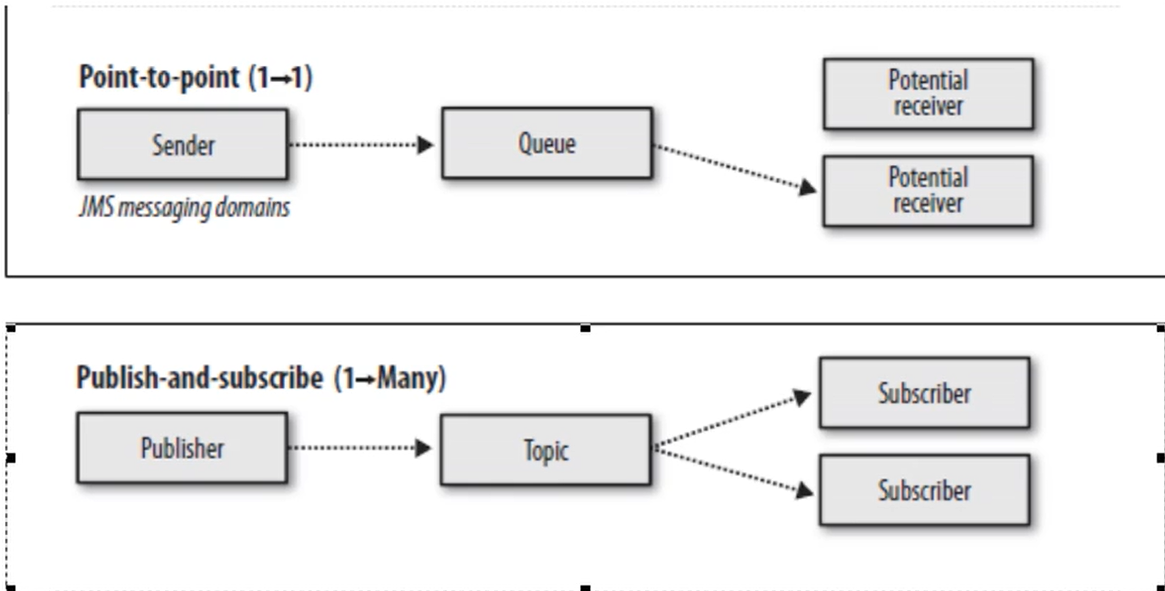 Point-to-point (1→1)
Sender
Queue
Potential
receiver
Potential
receiver
JMS messaging domains
Publish-and-subscribe (1→Many)
Publisher
Topic
Subscriber
Subscriber